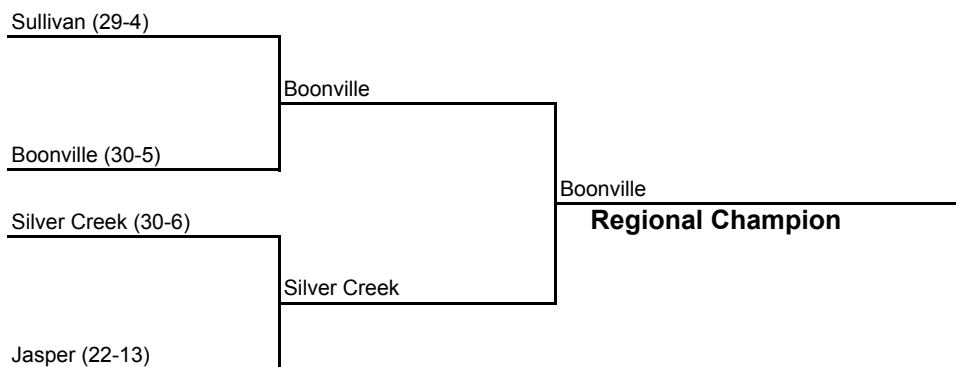 Sullivan (29-4)
Boonville
Boonville (30-5)
Boonville
Regional Champion
Silver Creek (30-6)
Silver Creek
Jasper (22-13)